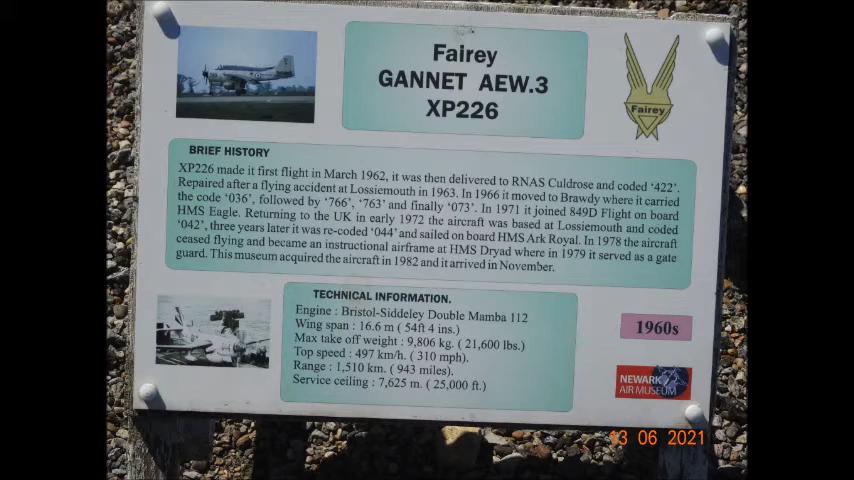 Fairey
GANNET AEW.3
XP226
Fairey
BRIEF HISTORY
XP226 made it first flight in March 1962, it was then delivered to RNAS Culdrose and coded ‘422’.
Repaired after a flying accident at Lossiemouth in 1963. In 1966 it moved to Brawdy where it carried
the code ‘036’, followed by ‘766’, ‘763’ and finally ‘073’. In 1971 it joined 849D Flight on board
HMS Eagle. Returning to the UK in early 1972 the aircraft was based at Lossiemouth and coded
‘042’, three years later it was re-coded ‘044’ and sailed on board HMS Ark Royal. In 1978 the aircraft
ceased flying and became an instructional airframe at HMS Dryad where in 1979 it served as a gate
guard. This museum acquired the aircraft in 1982 and it arrived in November.
TECHNICAL INFORMATION.
Engine : Bristol-Siddeley Double Mamba 112
Wing span : 16.6 m ( 54ft 4 ins.)
Max take off weight : 9,806 kg. ( 21,600 lbs.)
Top speed : 497 km/h. ( 310 mph).
Range : 1,510 km. ( 943 miles).
Service ceiling : 7,625 m. ( 25,000 ft.)
1960s
NEWARK
AIR MUSEUM
13 06 2021